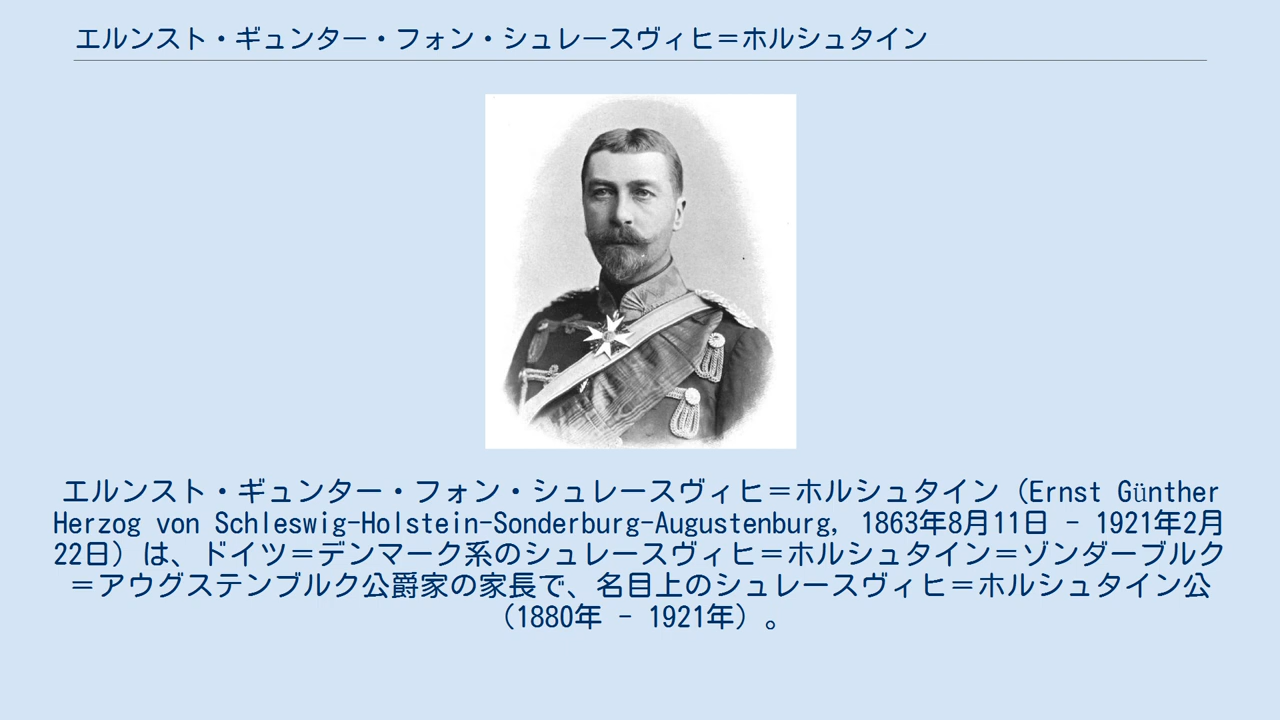 エルンスト・ギュンター・フォン・シュレースヴィヒ＝ホルシュタイン
エルンスト・ギュンター・フォン・シュレースヴィヒ＝ホルシュタイン（Ernst Günther
Herzog von Schleswig-Holstein-Sonderburg-Augustenburg, 1863年8月11日 - 1921年2月
22日）は、ドイツ＝デンマーク系のシュレースヴィヒ＝ホルシュタイン＝ゾンダーブルク
＝アウグステンブルク公爵家の家長で、名目上のシュレースヴィヒ＝ホルシュタイン公
（1880年 - 1921年）。